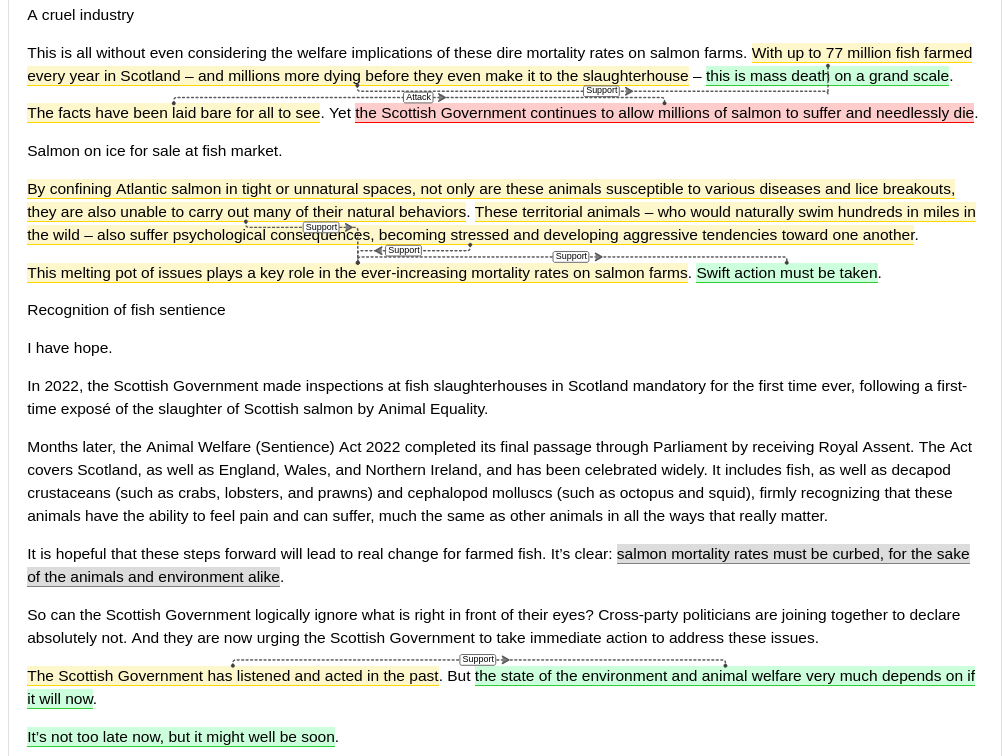 A cruel industry
This is all without even considering the welfare implications of these dire mortality rates on salmon farms. With up to 77 million fish farmed
every year in Scotland – and millions more dying before they even make it to the slaughterhouse – this is mass death on a grand scale.
Support
Attack
The facts have been laid bare for all to see. Yet the Scottish Government continues to allow millions of salmon to suffer and needlessly die.
Salmon on ice for sale at fish market.
By confining Atlantic salmon in tight or unnatural spaces, not only are these animals susceptible to various diseases and lice breakouts,
they are also unable to carry out many of their natural behaviors. These territorial animals – who would naturally swim hundreds in miles in
Support
the wild – also suffer psychological consequences, becoming stressed and developing aggressive tendencies toward one another.
Support
Support
This melting pot of issues plays a key role in the ever-increasing mortality rates on salmon farms. Swift action must be taken.
Recognition of fish sentience
I have hope.
In 2022, the Scottish Government made inspections at fish slaughterhouses in Scotland mandatory for the first time ever, following a first-
time exposé of the slaughter of Scottish salmon by Animal Equality.
Months later, the Animal Welfare (Sentience) Act 2022 completed its final passage through Parliament by receiving Royal Assent. The Act
covers Scotland, as well as England, Wales, and Northern Ireland, and has been celebrated widely. It includes fish, as well as decapod
crustaceans (such as crabs, lobsters, and prawns) and cephalopod molluscs (such as octopus and squid), firmly recognizing that these
animals have the ability to feel pain and can suffer, much the same as other animals in all the ways that really matter.
It is hopeful that these steps forward will lead to real change for farmed fish. It’s clear: salmon mortality rates must be curbed, for the sake
of the animals and environment alike.
So can the Scottish Government logically ignore what is right in front of their eyes? Cross-party politicians are joining together to declare
absolutely not. And they are now urging the Scottish Government to take immediate action to address these issues.
Support
The Scottish Government has listened and acted in the past. But the state of the environment and animal welfare very much depends on if
it will now.
It’s not too late now, but it might well be soon.